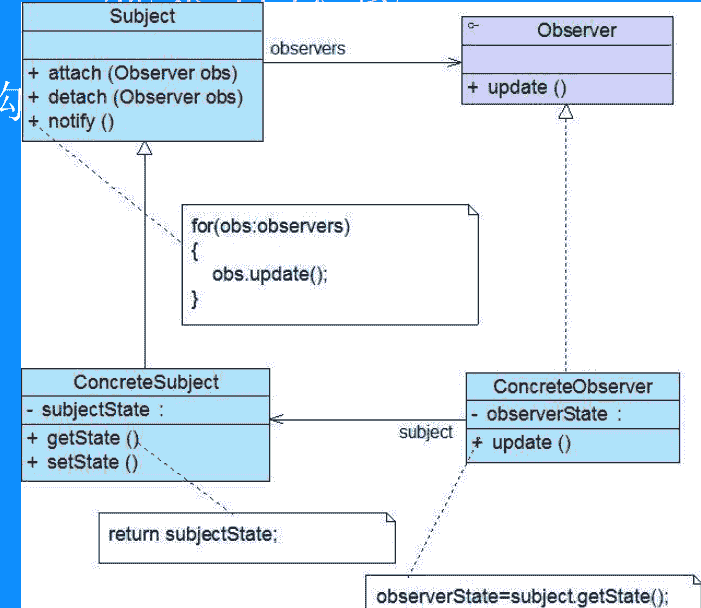 Subject
+ attach (Observer obs)
+ detach (Observer obs)
+ notify ()
observers
Observer
+ update ()
for(obs:observers)
{
obs.update();
}
ConcreteSubject
- subjectState :
+ getState ()
+ setState ()
subject
ConcreteObserver
- observerState :
+ update ()
return subjectState;
observerState=subject.getState();